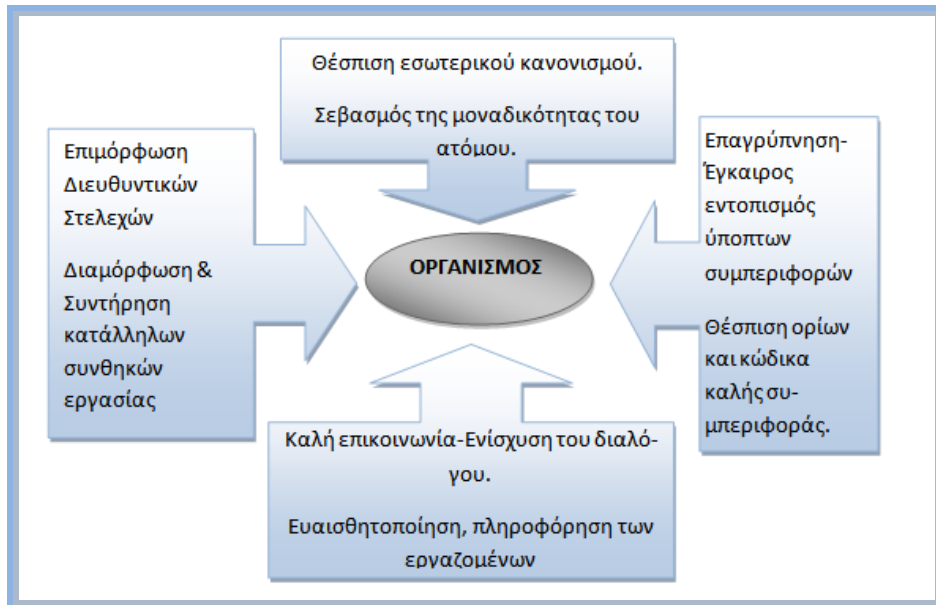 Θέσπιση εσωτερικού κανονισμού.
Σεβασμός της μοναδικότητας του
ατόμου.
Επιμόρφωση
Διευθυντικών
Στελεχών
Διαμόρφωση &
Συντήρηση
κατάλληλων
συνθηκών
εργασίας
ΟΡΓΑΝΙΣΜΟΣ
Επαγρύπνηση-
Έγκαιρος
εντοπισμός
ύποπτων
συμπεριφορών
Θέσπιση ορίων
και κώδικα
καλής συ-
μπεριφοράς.
Καλή επικοινωνία-Ενίσχυση του διαλό-
γου.
Ευαισθητοποίηση, πληροφόρηση των
εργαζομένων